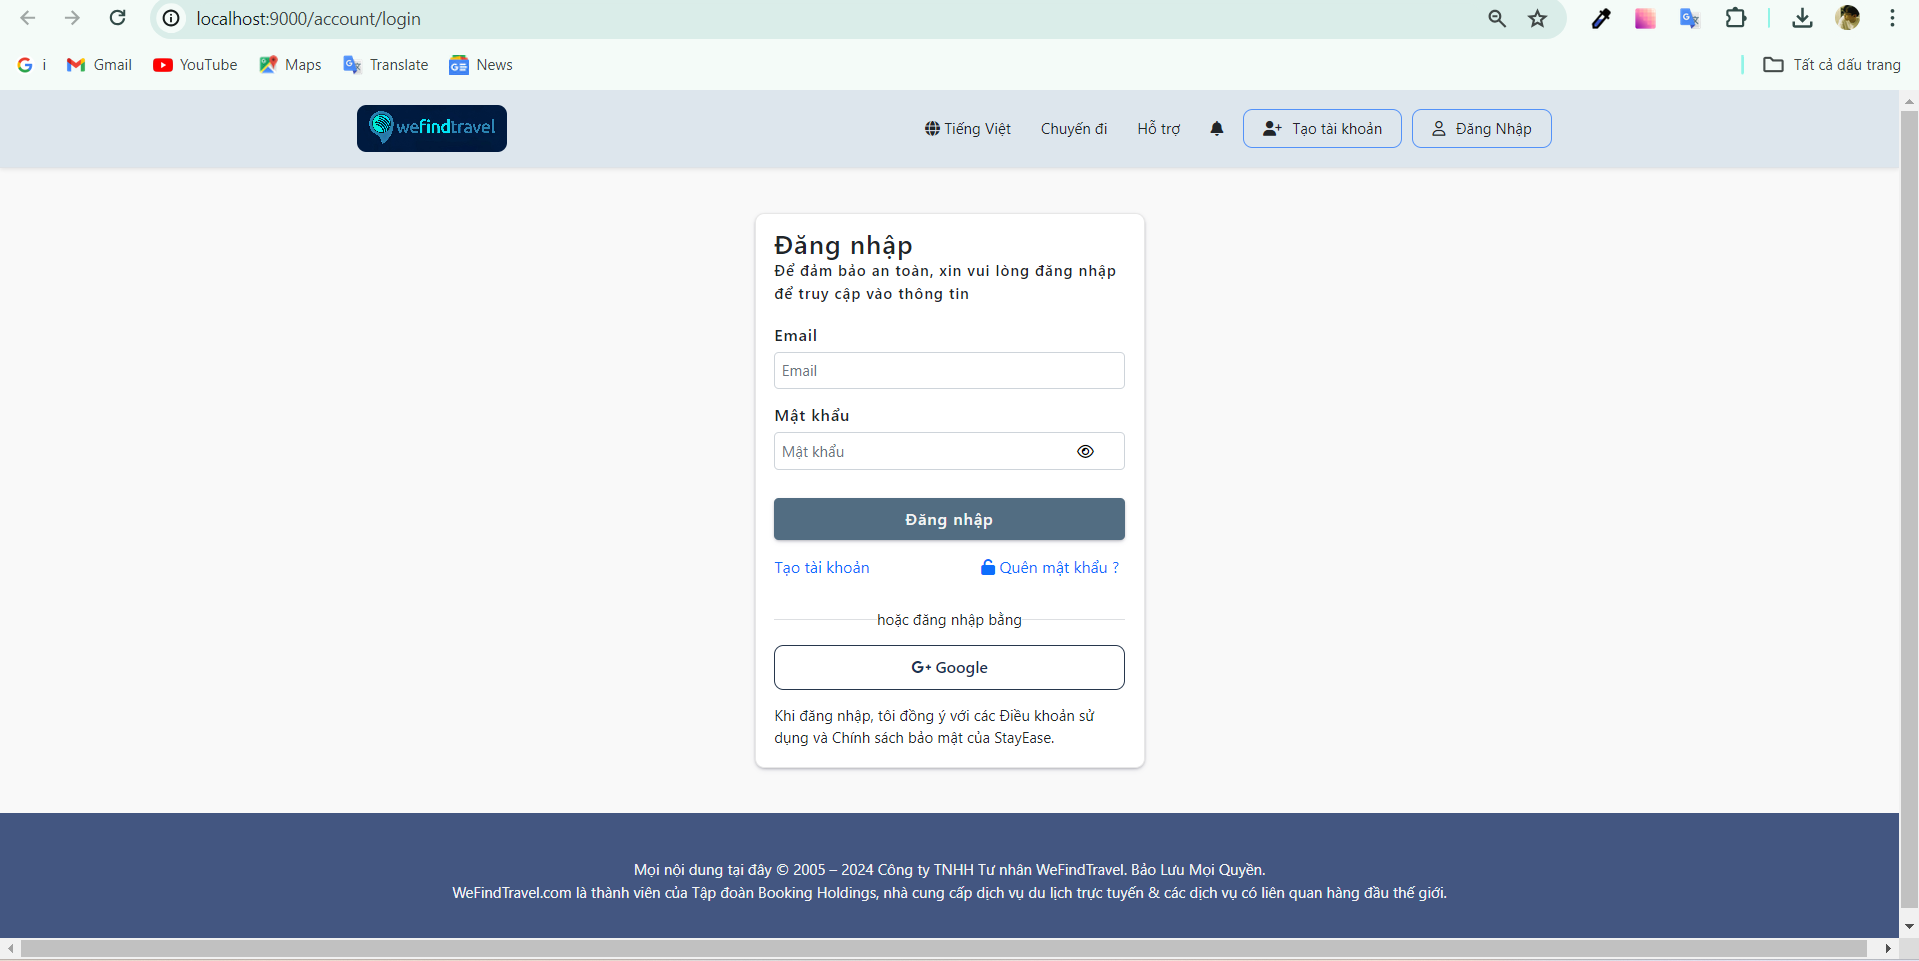 localhost:9000/account/login
i Gmail YouTube Maps Translate News Tất cả dấu trang
wefindtravel Tiếng Việt Chuyến đi Hỗ trợ Tạo tài khoản Đăng Nhập
Đăng nhập
Để đảm bảo an toàn, xin vui lòng đăng nhập
để truy cập vào thông tin
Email
Email
Mật khẩu
Mật khẩu
Đăng nhập
Tạo tài khoản Quên mật khẩu ?
hoặc đăng nhập bằng
G+ Google
Khi đăng nhập, tôi đồng ý với các Điều khoản sử
dụng và Chính sách bảo mật của StayEase.
Mọi nội dung tại đây © 2005 – 2024 Công ty TNHH Tư nhân WeFindTravel. Bảo Lưu Mọi Quyền.
WeFindTravel.com là thành viên của Tập đoàn Booking Holdings, nhà cung cấp dịch vụ du lịch trực tuyến & các dịch vụ có liên quan hàng đầu thế giới.